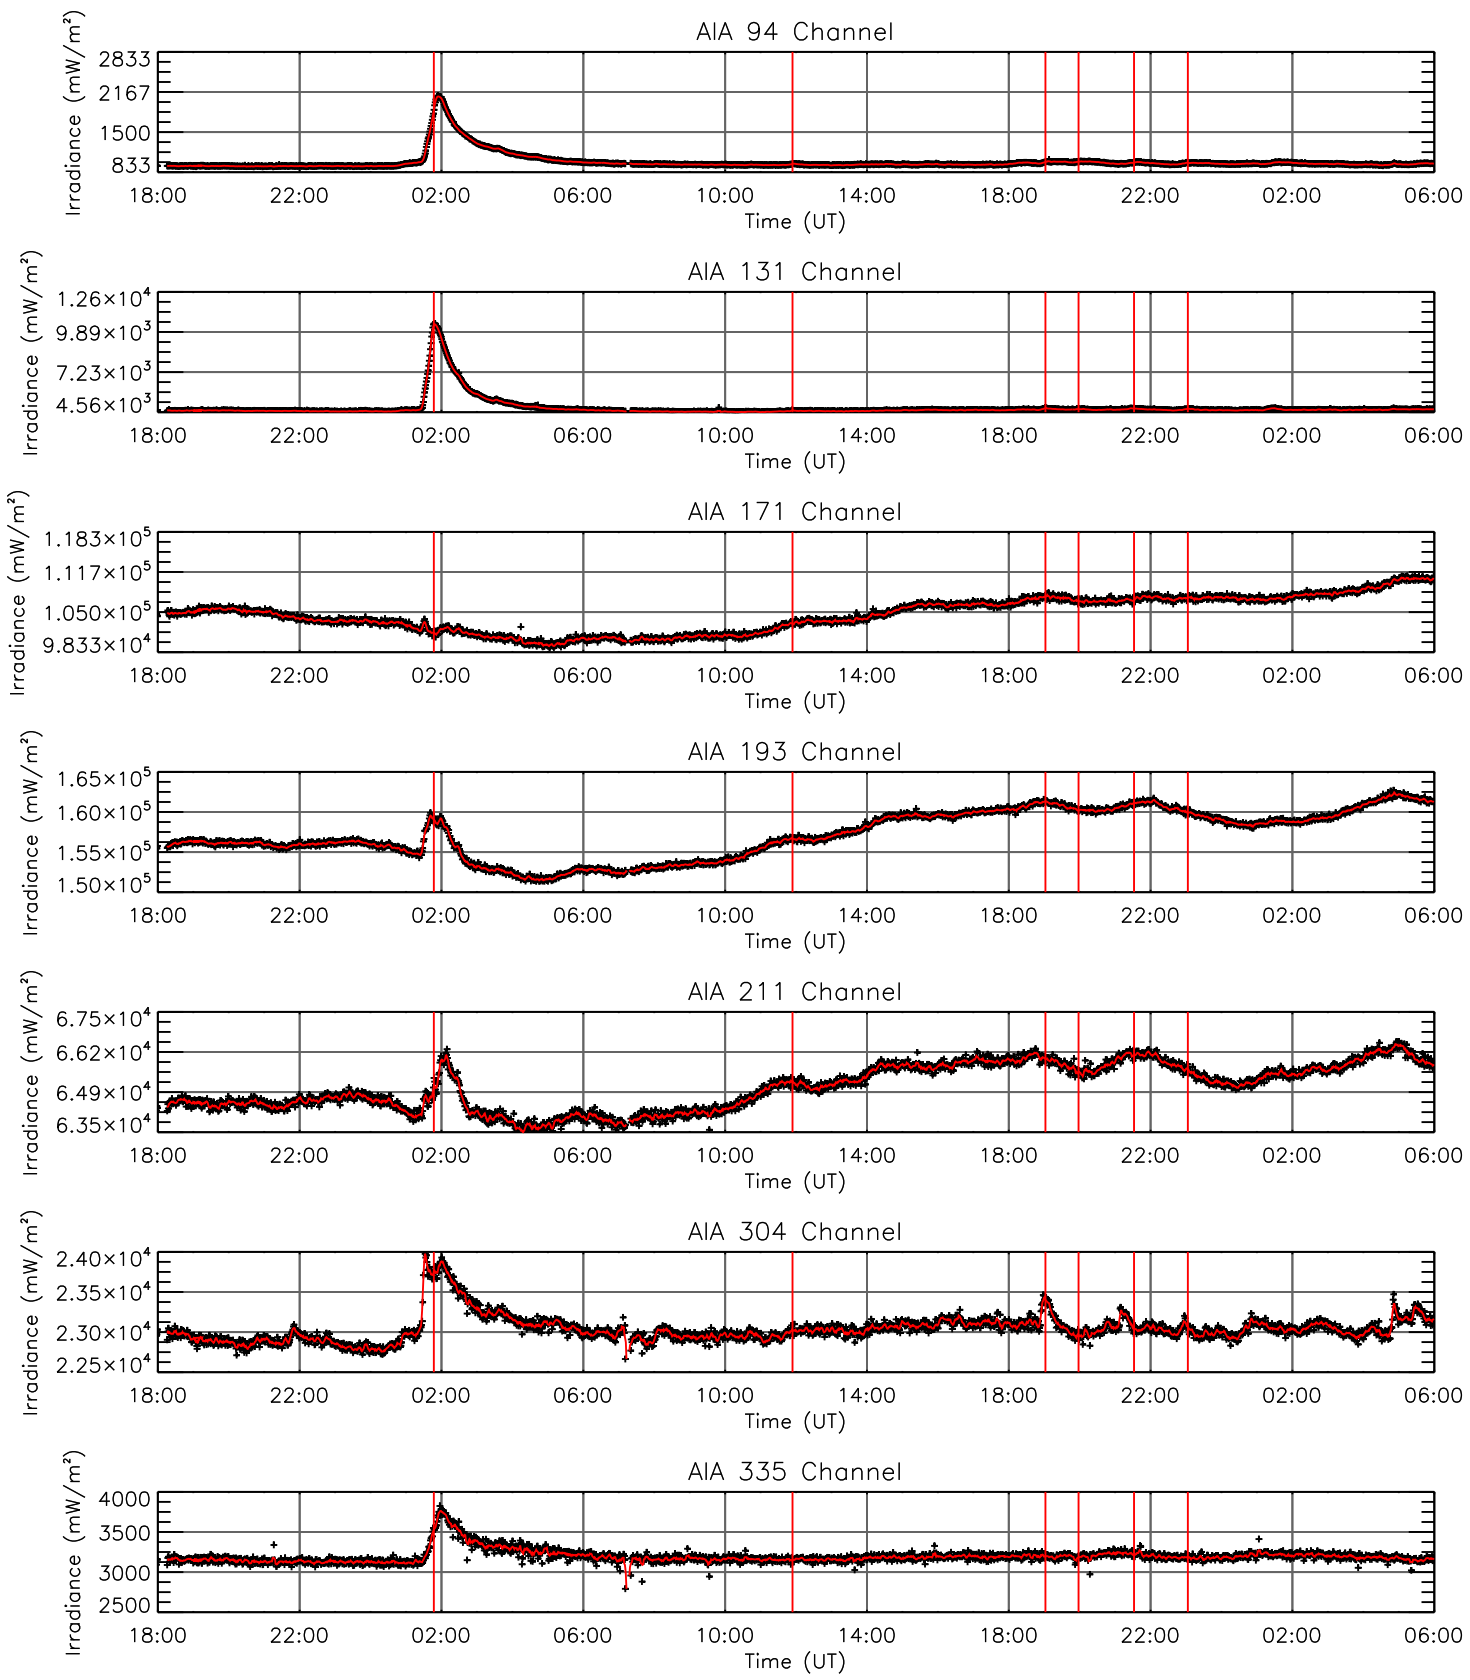 AIA 94 Channel
Irradiance (mW/m²)
2833
2167
1500
833
18:00 22:00 02:00 06:00 10:00 14:00 18:00 22:00 02:00 06:00
Time (UT)
AIA 131 Channel
Irradiance (mW/m²)
1.26×10⁴
9.89×10³
7.23×10³
4.56×10³
18:00 22:00 02:00 06:00 10:00 14:00 18:00 22:00 02:00 06:00
Time (UT)
AIA 171 Channel
Irradiance (mW/m²)
1.183×10⁵
1.117×10⁵
1.050×10⁵
9.833×10⁴
18:00 22:00 02:00 06:00 10:00 14:00 18:00 22:00 02:00 06:00
Time (UT)
AIA 193 Channel
Irradiance (mW/m²)
1.65×10⁵
1.60×10⁵
1.55×10⁵
1.50×10⁵
18:00 22:00 02:00 06:00 10:00 14:00 18:00 22:00 02:00 06:00
Time (UT)
AIA 211 Channel
Irradiance (mW/m²)
6.75×10⁴
6.62×10⁴
6.49×10⁴
6.35×10⁴
18:00 22:00 02:00 06:00 10:00 14:00 18:00 22:00 02:00 06:00
Time (UT)
AIA 304 Channel
Irradiance (mW/m²)
2.40×10⁴
2.35×10⁴
2.30×10⁴
2.25×10⁴
18:00 22:00 02:00 06:00 10:00 14:00 18:00 22:00 02:00 06:00
Time (UT)
AIA 335 Channel
Irradiance (mW/m²)
4000
3500
3000
2500
18:00 22:00 02:00 06:00 10:00 14:00 18:00 22:00 02:00 06:00
Time (UT)